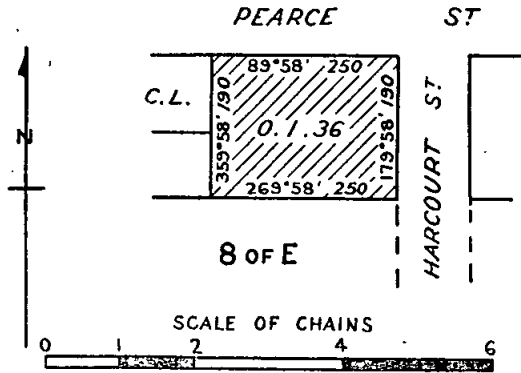 PEARCE ST
89°58' 250
C.L.
359°58' 190
0.1.36
179°58' 190
HARCOURT ST
N
269°58' 250
8 OF E
SCALE OF CHAINS
0 1 2 4 6